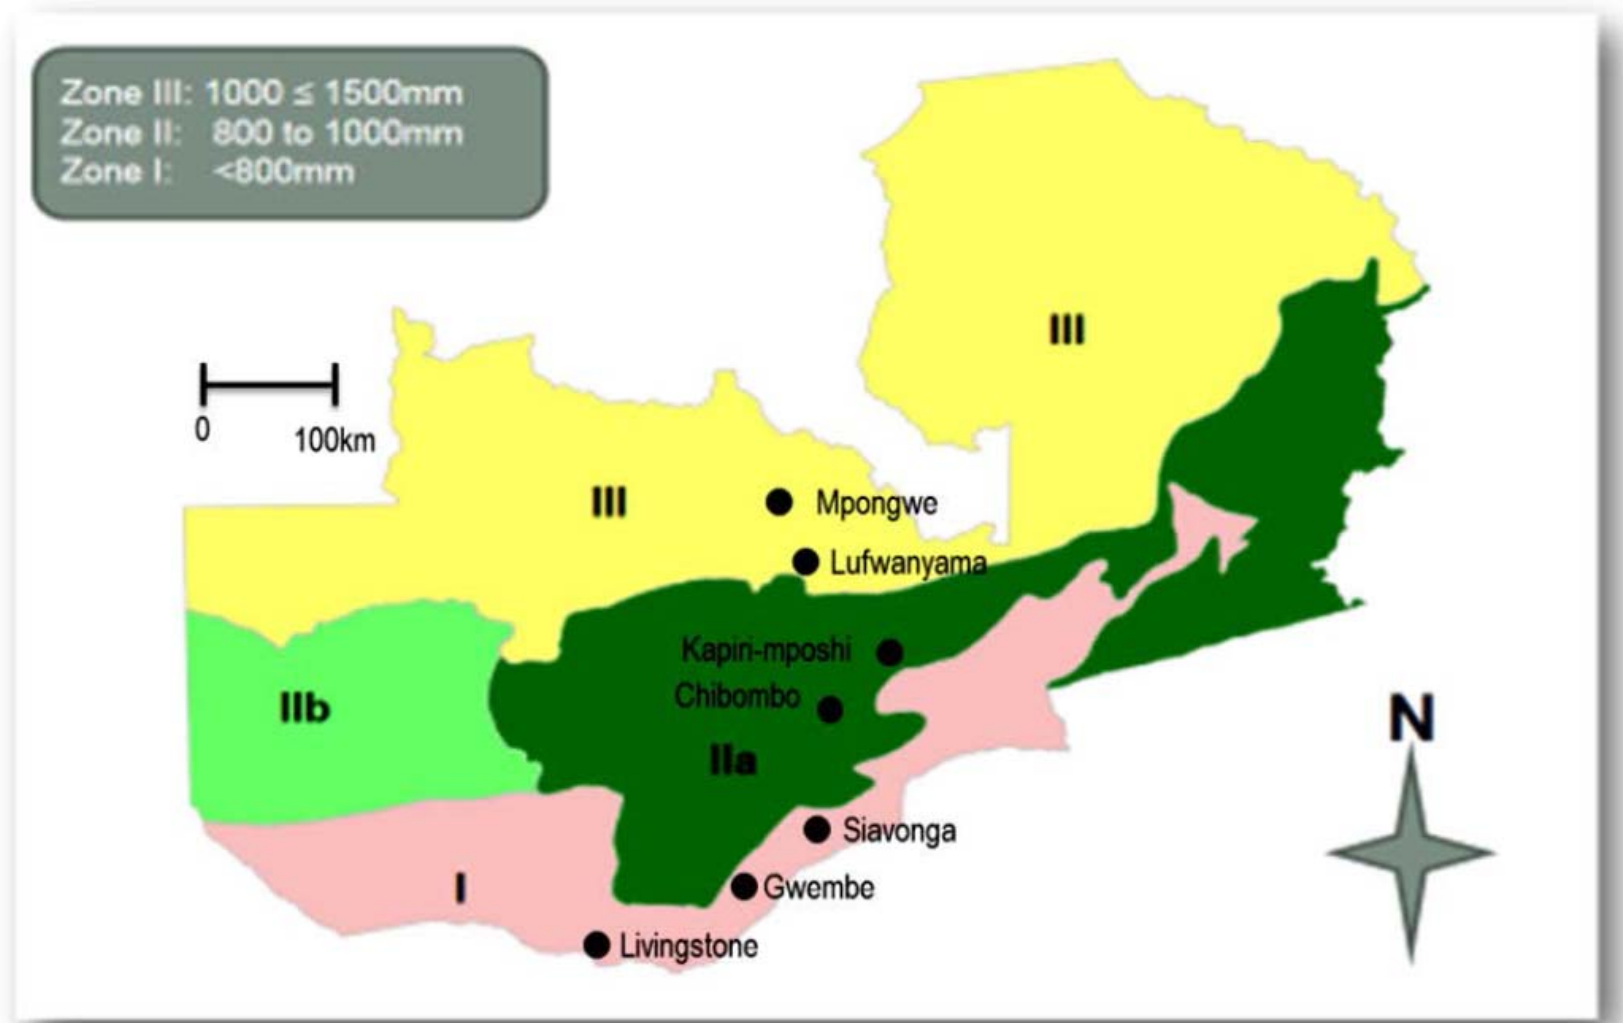 Zone III: 1000 ≤ 1500mm
Zone II: 800 to 1000mm
Zone I: <800mm
III
0
100km
III
Mpongwe
Lufwanyama
Kapiri-mposhi
Chibombo
IIb
IIa
N
Siavonga
I
Gwembe
Livingstone